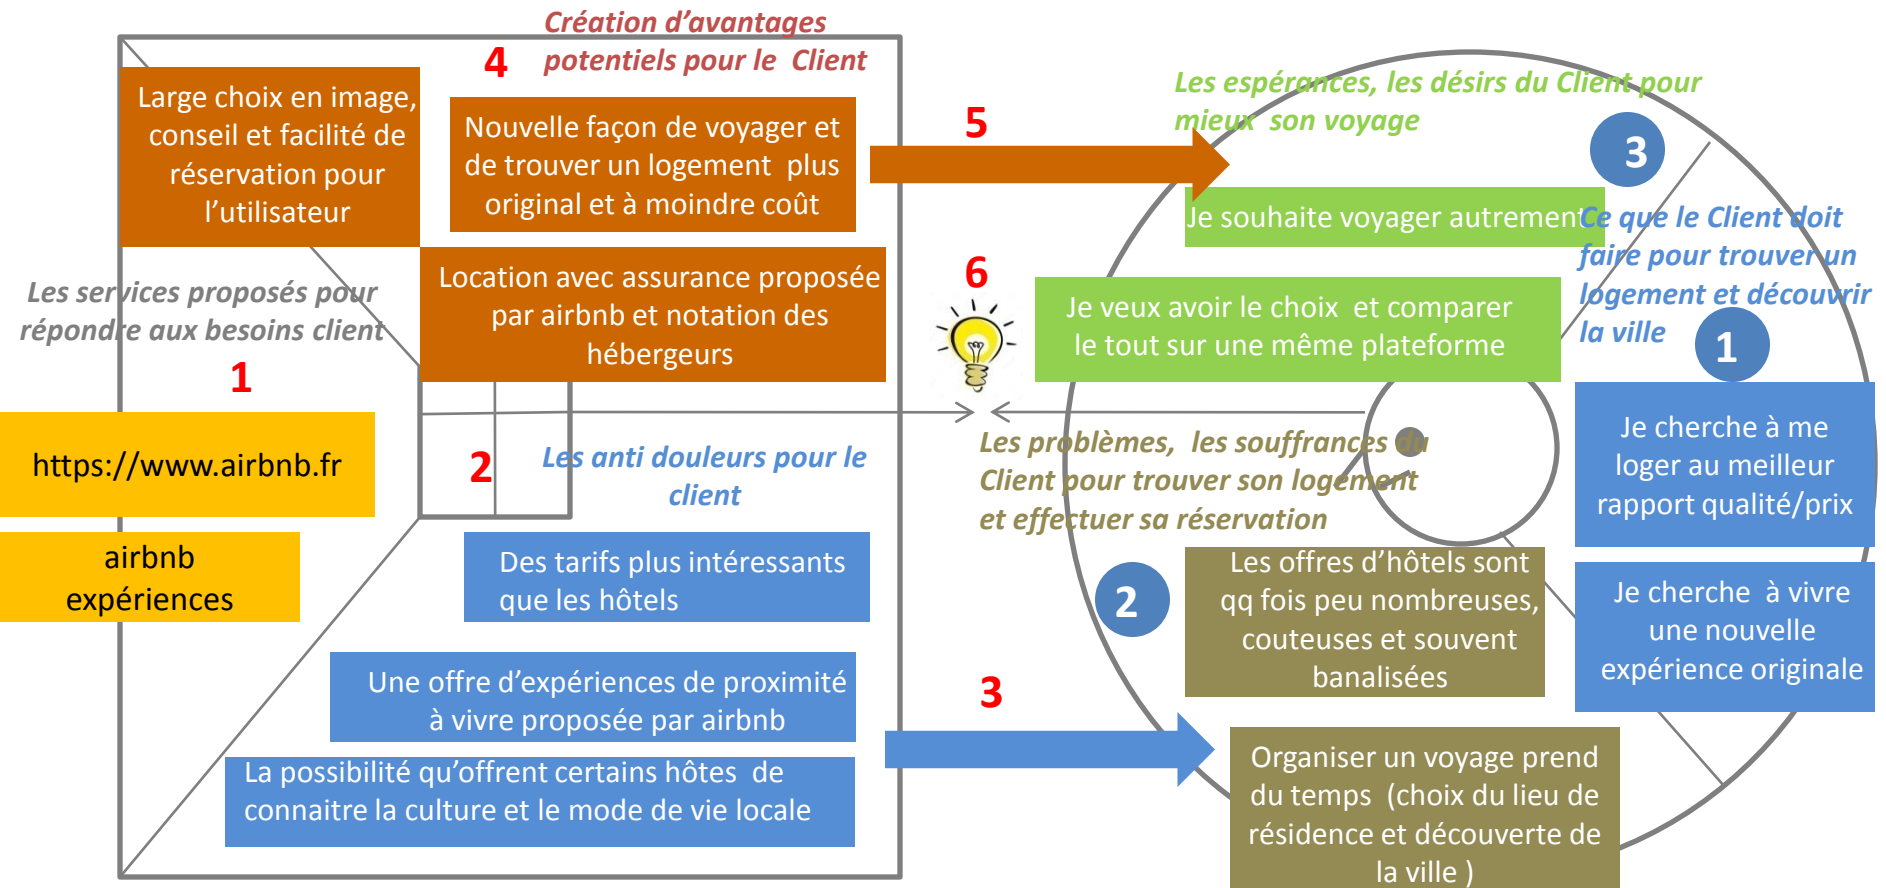 Création d’avantages
potentiels pour le Client
4
Large choix en image,
conseil et facilité de
réservation pour
l’utilisateur
Nouvelle façon de voyager et
de trouver un logement plus
original et à moindre coût
Location avec assurance proposée
par airbnb et notation des
hébergeurs
Les services proposés pour
répondre aux besoins client
1
https://www.airbnb.fr
airbnb
expériences
2
Les anti douleurs pour le
client
Des tarifs plus intéressants
que les hôtels
Une offre d’expériences de proximité
à vivre proposée par airbnb
La possibilité qu’offrent certains hôtes de
connaitre la culture et le mode de vie locale
5
6
3
Les espérances, les désirs du Client pour
mieux son voyage
3
Je souhaite voyager autrement
Je veux avoir le choix et comparer
le tout sur une même plateforme
Ce que le Client doit
faire pour trouver un
logement et découvrir
la ville
1
Je cherche à me
loger au meilleur
rapport qualité/prix
Je cherche à vivre
une nouvelle
expérience originale
Les problèmes, les souffrances du
Client pour trouver son logement
et effectuer sa réservation
2
Les offres d’hôtels sont
qq fois peu nombreuses,
couteuses et souvent
banalisées
Organiser un voyage prend
du temps (choix du lieu de
résidence et découverte de
la ville )